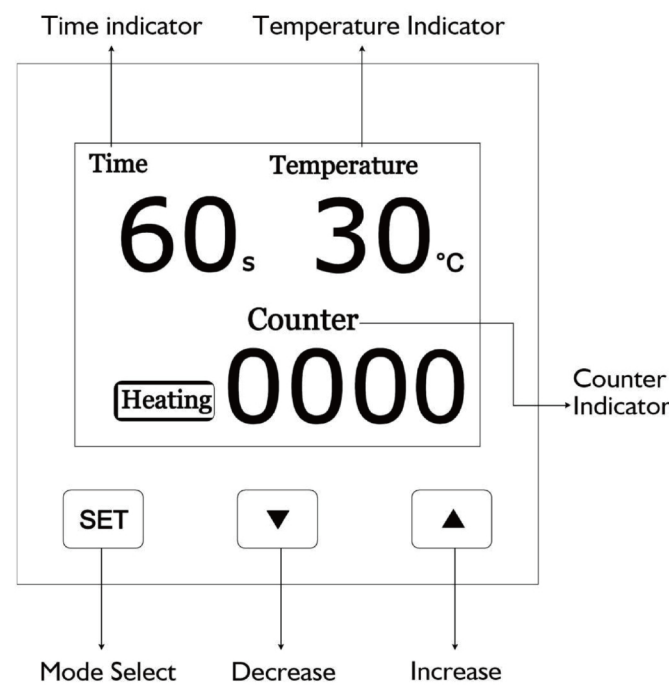 Time indicator Temperature Indicator
Time Temperature
60s 30°C
Counter
Heating 0000
Counter
Indicator
SET ▼ ▲
Mode Select Decrease Increase